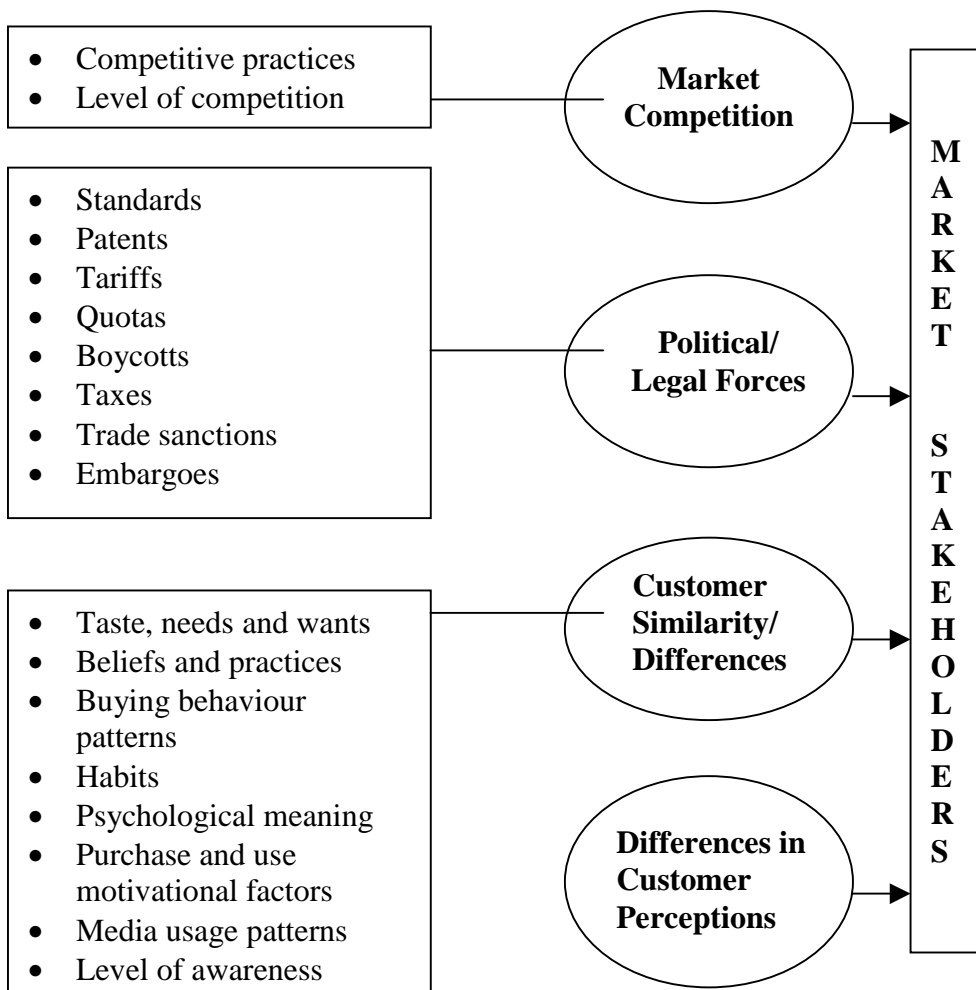 • Competitive practices
• Level of competition
Market
Competition
• Standards
• Patents
• Tariffs
• Quotas
• Boycotts
• Taxes
• Trade sanctions
• Embargoes
Political/
Legal Forces
• Taste, needs and wants
• Beliefs and practices
• Buying behaviour
patterns
• Habits
• Psychological meaning
• Purchase and use
motivational factors
• Media usage patterns
• Level of awareness
Customer
Similarity/
Differences
Differences in
Customer
Perceptions
MARKET STAKEHOLDERS